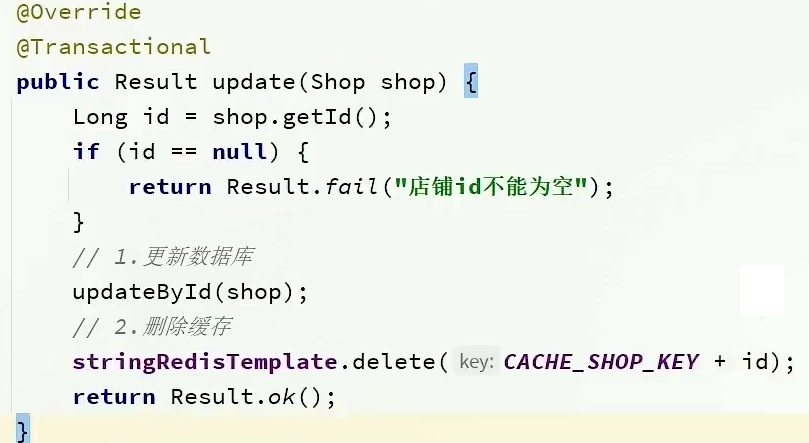 @Override
@Transactional
public Result update(Shop shop) {
Long id = shop.getId();
if (id == null) {
return Result.fail("店铺id不能为空");
}
// 1.更新数据库
updateById(shop);
// 2.删除缓存
stringRedisTemplate.delete( key: CACHE_SHOP_KEY + id);
return Result.ok();
}